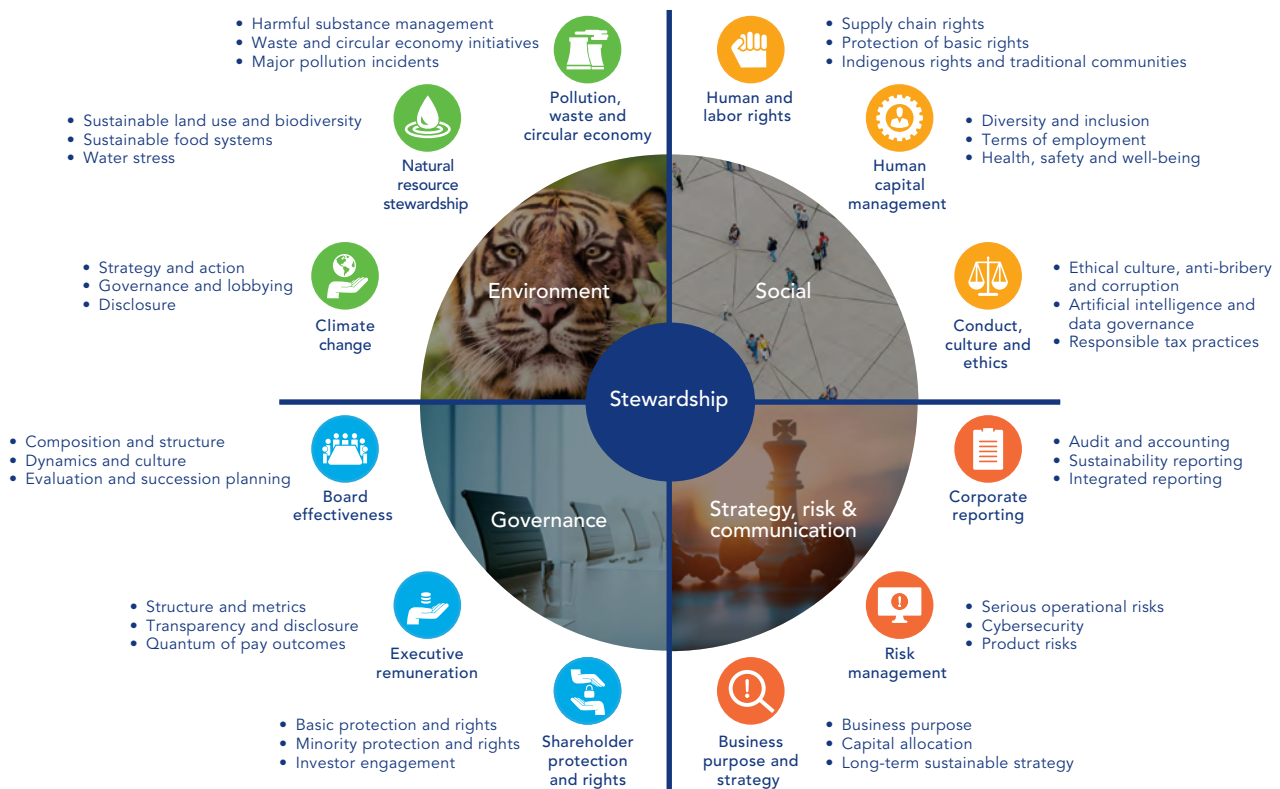 • Harmful substance management
• Waste and circular economy initiatives
• Major pollution incidents
Pollution,
waste and
circular economy
• Sustainable land use and biodiversity
• Sustainable food systems
• Water stress
Natural
resource
stewardship
• Strategy and action
• Governance and lobbying
• Disclosure
Climate
change
Environment
• Supply chain rights
• Protection of basic rights
• Indigenous rights and traditional communities
Human and
labor rights
• Diversity and inclusion
• Terms of employment
• Health, safety and well-being
Human
capital
management
• Ethical culture, anti-bribery
and corruption
• Artificial intelligence and
data governance
• Responsible tax practices
Conduct,
culture and
ethics
Social
Stewardship
• Composition and structure
• Dynamics and culture
• Evaluation and succession planning
Board
effectiveness
• Structure and metrics
• Transparency and disclosure
• Quantum of pay outcomes
Executive
remuneration
• Basic protection and rights
• Minority protection and rights
• Investor engagement
Shareholder
protection
and rights
Governance
Strategy, risk &
communication
• Audit and accounting
• Sustainability reporting
• Integrated reporting
Corporate
reporting
• Serious operational risks
• Cybersecurity
• Product risks
Risk
management
• Business purpose
• Capital allocation
• Long-term sustainable strategy
Business
purpose and
strategy